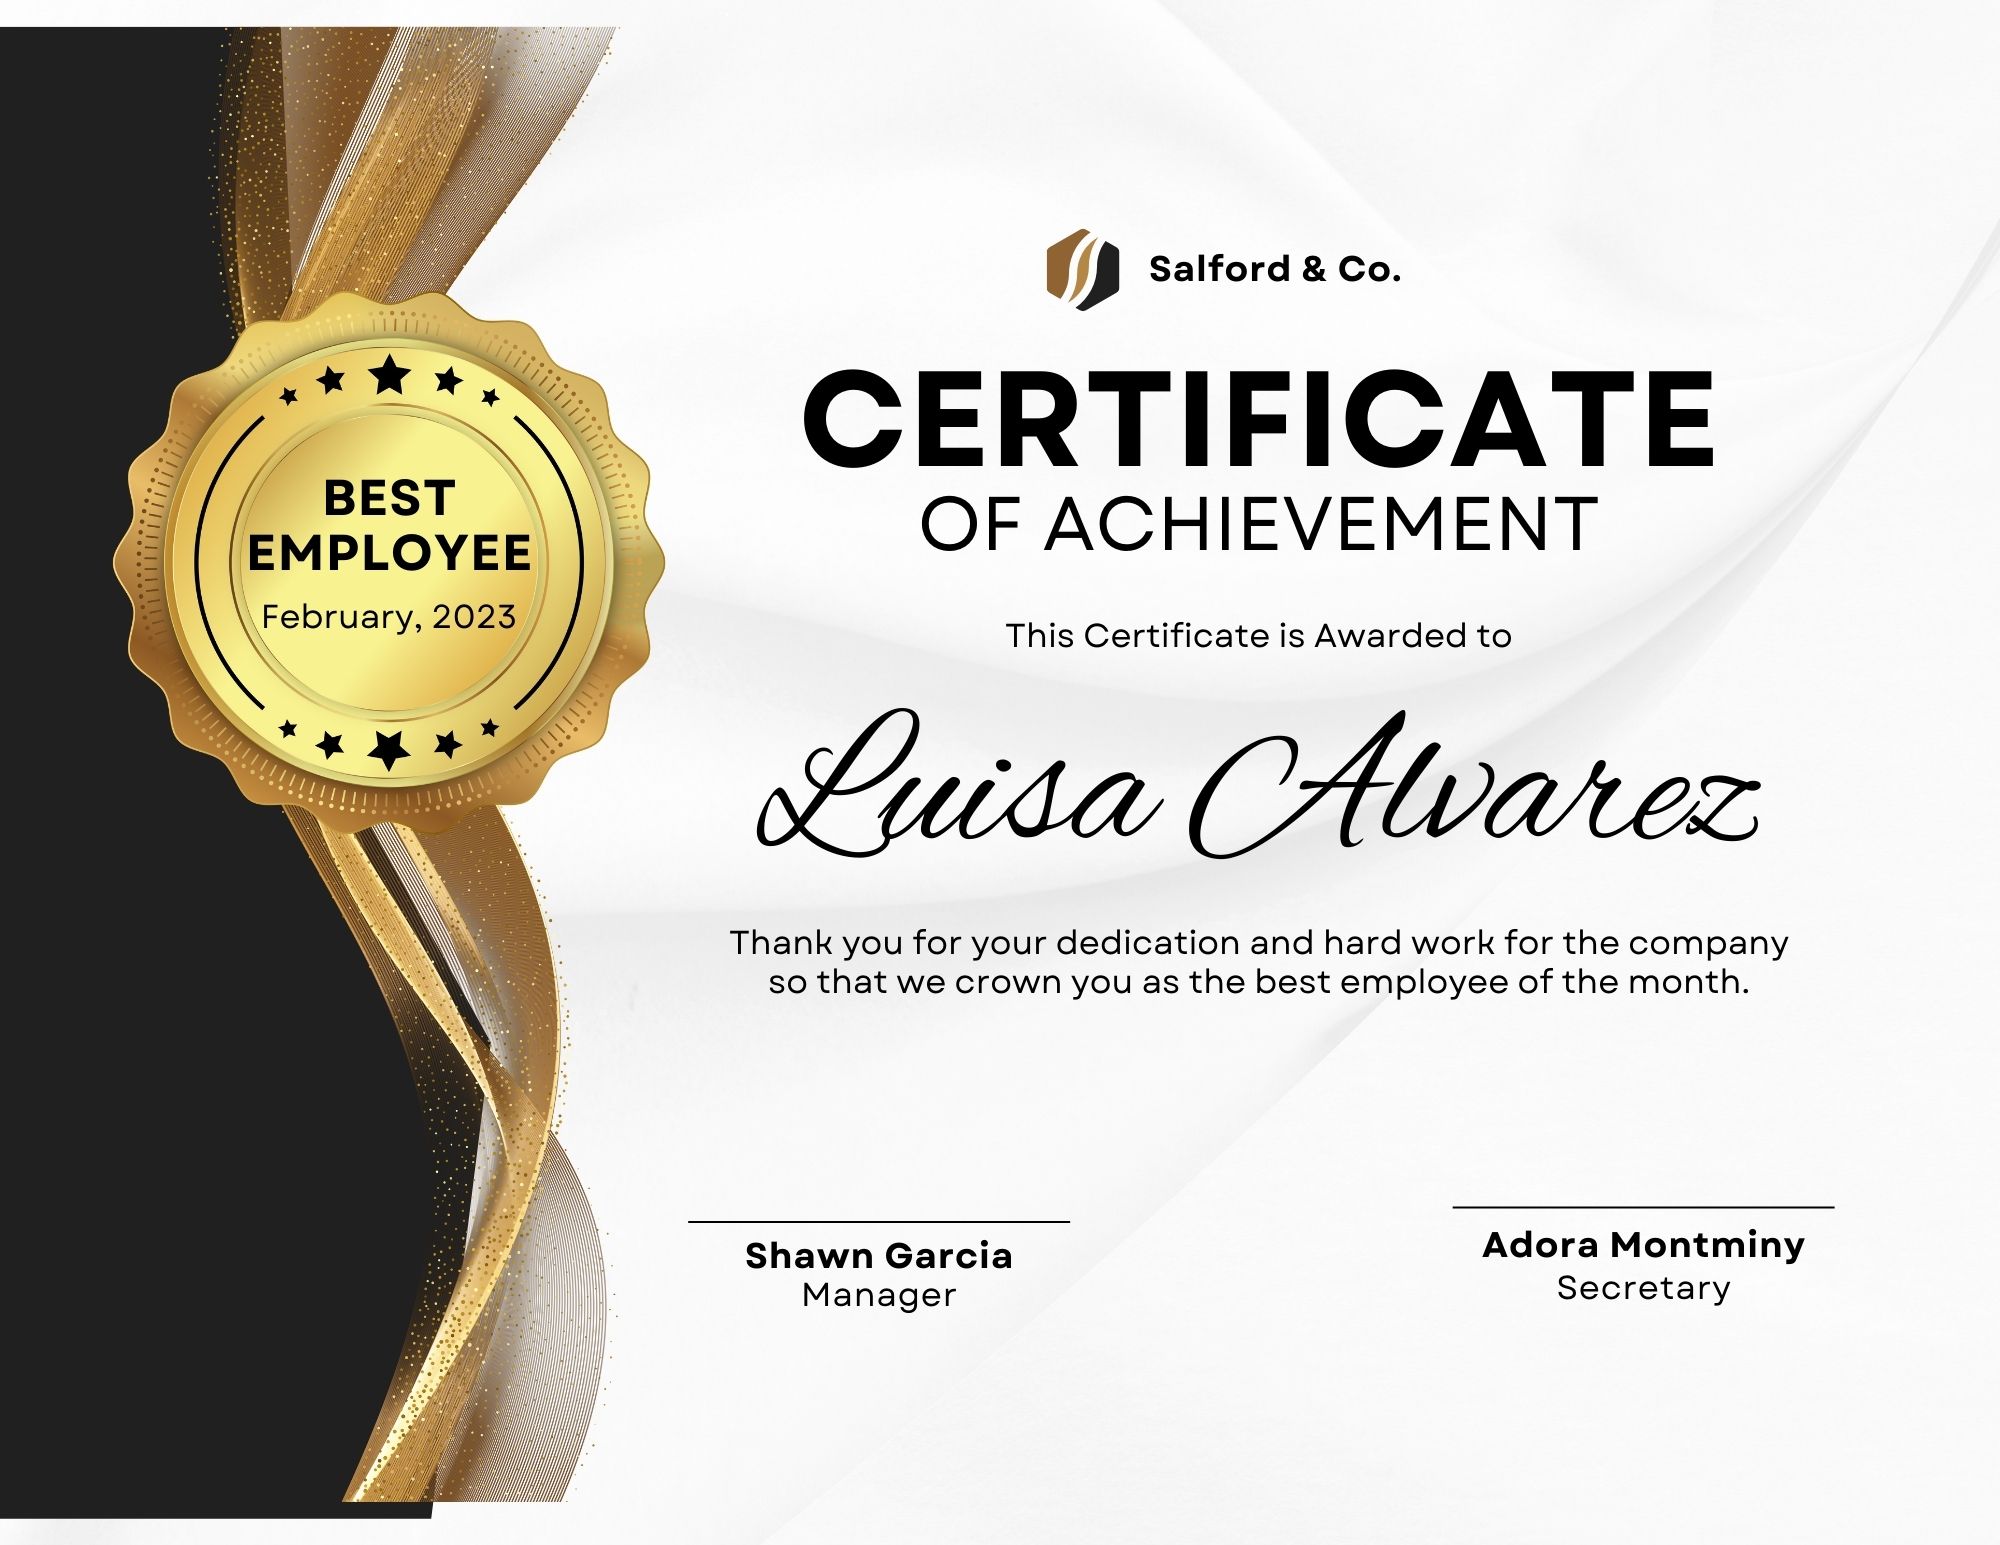 BEST
EMPLOYEE
February, 2023
Salford & Co.
CERTIFICATE
OF ACHIEVEMENT
This Certificate is Awarded to
Luisa Alvarez
Thank you for your dedication and hard work for the company
so that we crown you as the best employee of the month.
Shawn Garcia
Manager
Adora Montminy
Secretary